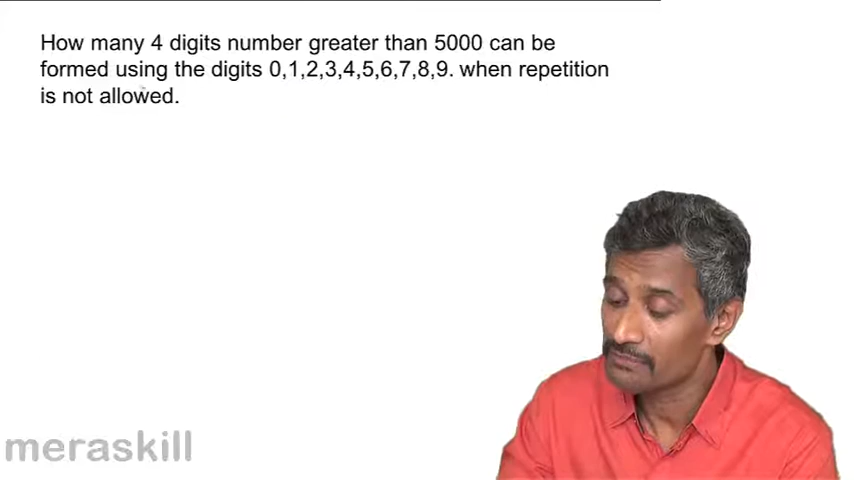 How many 4 digits number greater than 5000 can be
formed using the digits 0,1,2,3,4,5,6,7,8,9. when repetition
is not allowed.
meraskill